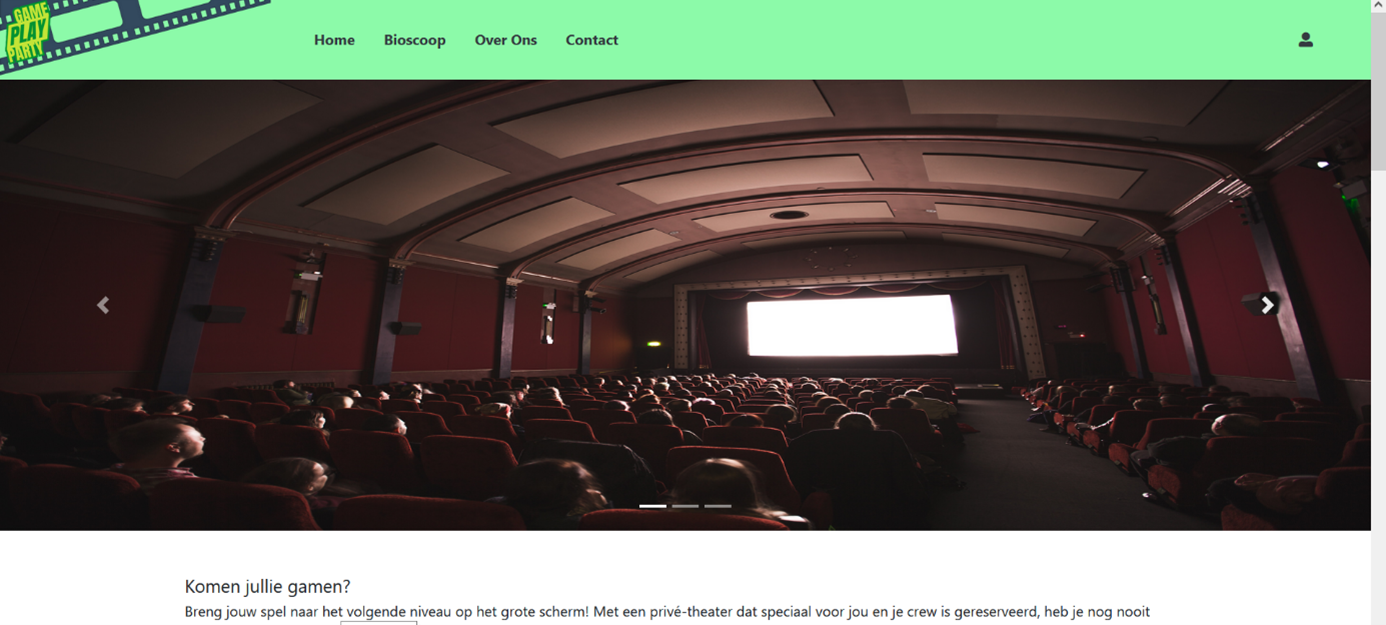 GAME
PLAY
PARTY
Home Bioscoop Over Ons Contact
Komen jullie gamen?
Breng jouw spel naar het volgende niveau op het grote scherm! Met een privé-theater dat speciaal voor jou en je crew is gereserveerd, heb je nog nooit